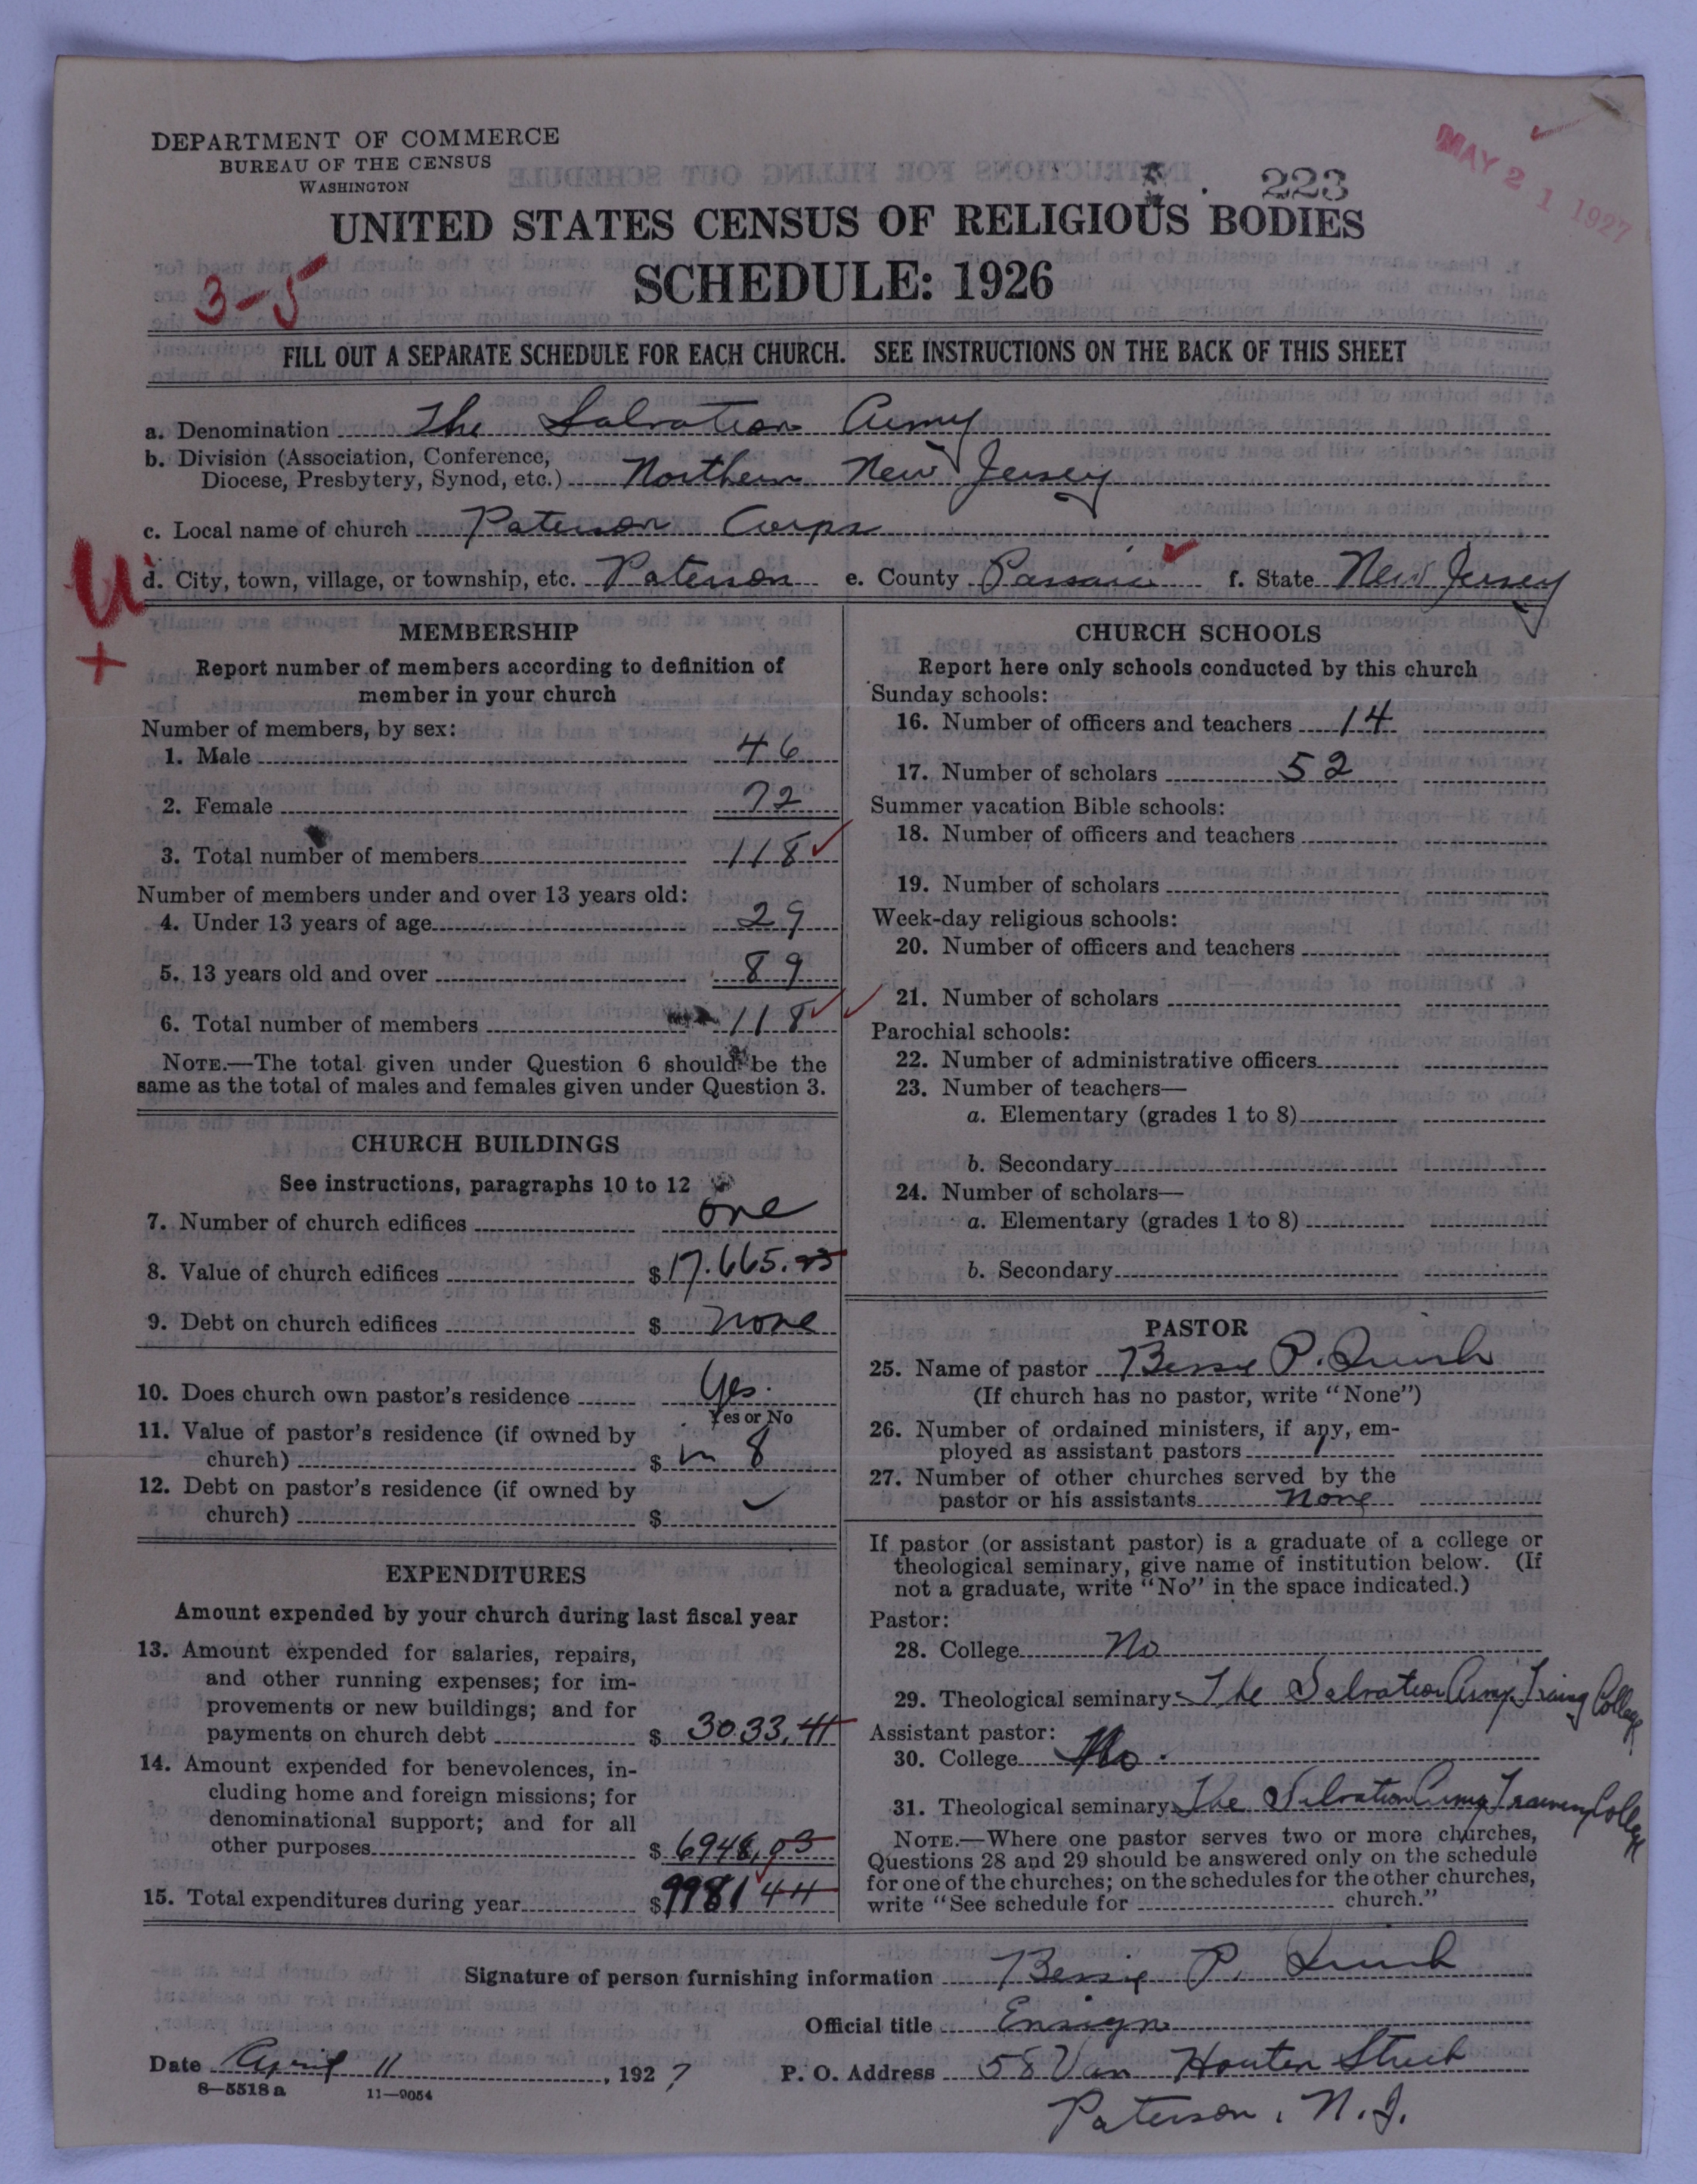 DEPARTMENT OF COMMERCE
BUREAU OF THE CENSUS
WASHINGTON
223
MAY 21 1927
UNITED STATES CENSUS OF RELIGIOUS BODIES
SCHEDULE: 1926
3-5
FILL OUT A SEPARATE SCHEDULE FOR EACH CHURCH. SEE INSTRUCTIONS ON THE BACK OF THIS SHEET
a. Denomination The Salvation Army
b. Division (Association, Conference,
Diocese, Presbytery, Synod, etc.) Northern New Jersey
c. Local name of church Paterson Corps
U
d. City, town, village, or township, etc. Paterson e. County Passaic f. State New Jersey
+
MEMBERSHIP
Report number of members according to definition of
member in your church
Number of members, by sex:
1. Male 46
2. Female 72
3. Total number of members 118
Number of members under and over 13 years old:
4. Under 13 years of age 29
5. 13 years old and over 89
6. Total number of members 118
NOTE.—The total given under Question 6 should be the
same as the total of males and females given under Question 3.
CHURCH BUILDINGS
See instructions, paragraphs 10 to 12
7. Number of church edifices one
8. Value of church edifices $17.665.
9. Debt on church edifices $ none
10. Does church own pastor's residence Yes.
Yes or No
11. Value of pastor's residence (if owned by
church) $ in 8
12. Debt on pastor's residence (if owned by
church) $
EXPENDITURES
Amount expended by your church during last fiscal year
13. Amount expended for salaries, repairs,
and other running expenses; for im-
provements or new buildings; and for
payments on church debt $ 3033.41
14. Amount expended for benevolences, in-
cluding home and foreign missions; for
denominational support; and for all
other purposes $ 6948.03
15. Total expenditures during year $9981 44
CHURCH SCHOOLS
Report here only schools conducted by this church
Sunday schools:
16. Number of officers and teachers 14
17. Number of scholars 52
Summer vacation Bible schools:
18. Number of officers and teachers
19. Number of scholars
Week-day religious schools:
20. Number of officers and teachers
21. Number of scholars
Parochial schools:
22. Number of administrative officers
23. Number of teachers—
a. Elementary (grades 1 to 8)
b. Secondary
24. Number of scholars—
a. Elementary (grades 1 to 8)
b. Secondary
PASTOR
25. Name of pastor Bessie P.
(If church has no pastor, write "None")
26. Number of ordained ministers, if any, em-
ployed as assistant pastors 1
27. Number of other churches served by the
pastor or his assistants none
If pastor (or assistant pastor) is a graduate of a college or
theological seminary, give name of institution below. (If
not a graduate, write "No" in the space indicated.)
Pastor:
28. College No
29. Theological seminary The Salvation Army Traing College
Assistant pastor:
30. College No.
31. Theological seminary The Salvation Army Training College
NOTE.—Where one pastor serves two or more churches,
Questions 28 and 29 should be answered only on the schedule
for one of the churches; on the schedules for the other churches,
write "See schedule for church."
Signature of person furnishing information Bessie P.
Official title Ensign
Date April 11, 1927 P. O. Address 58 Van Houten Street
8—5518 a 11—9054
Paterson, N.J.